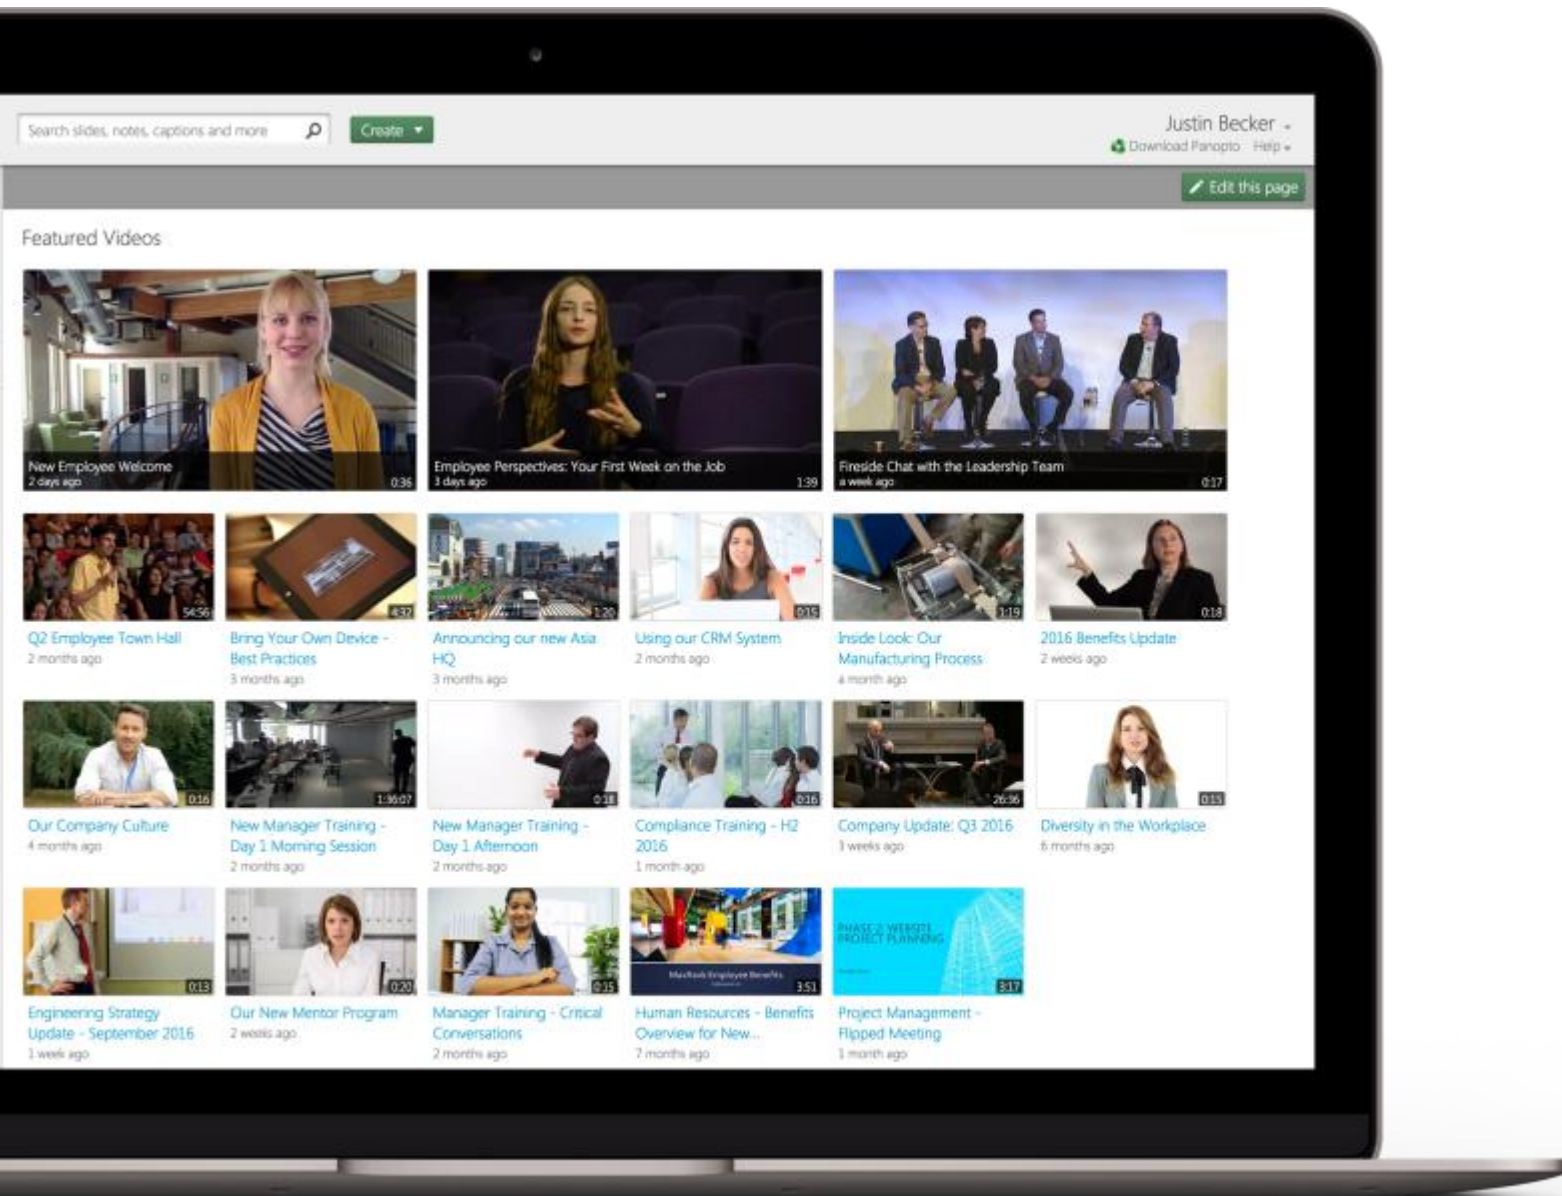 Search slides, notes, captions and more
Create
Justin Becker
Download Panopto Help
Edit this page
Featured Videos
New Employee Welcome
2 days ago
0:36
Employee Perspectives: Your First Week on the Job
3 days ago
1:39
Fireside Chat with the Leadership Team
a week ago
0:17
54:56
4:32
1:20
0:15
1:19
0:18
Q2 Employee Town Hall
2 months ago
Bring Your Own Device -
Best Practices
3 months ago
Announcing our new Asia
HQ
3 months ago
Using our CRM System
2 months ago
Inside Look: Our
Manufacturing Process
a month ago
2016 Benefits Update
2 weeks ago
0:16
1:36:07
0:18
0:16
26:36
0:15
Our Company Culture
4 months ago
New Manager Training -
Day 1 Morning Session
2 months ago
New Manager Training -
Day 1 Afternoon
2 months ago
Compliance Training - H2
2016
1 month ago
Company Update: Q3 2016
3 weeks ago
Diversity in the Workplace
6 months ago
0:13
0:20
0:15
Employee Benefits
3:51
PHASE 2: WEBSITE
PROJECT PLANNING
3:17
Engineering Strategy
Update - September 2016
1 week ago
Our New Mentor Program
2 weeks ago
Manager Training - Critical
Conversations
2 months ago
Human Resources - Benefits
Overview for New...
7 months ago
Project Management -
Flipped Meeting
1 month ago